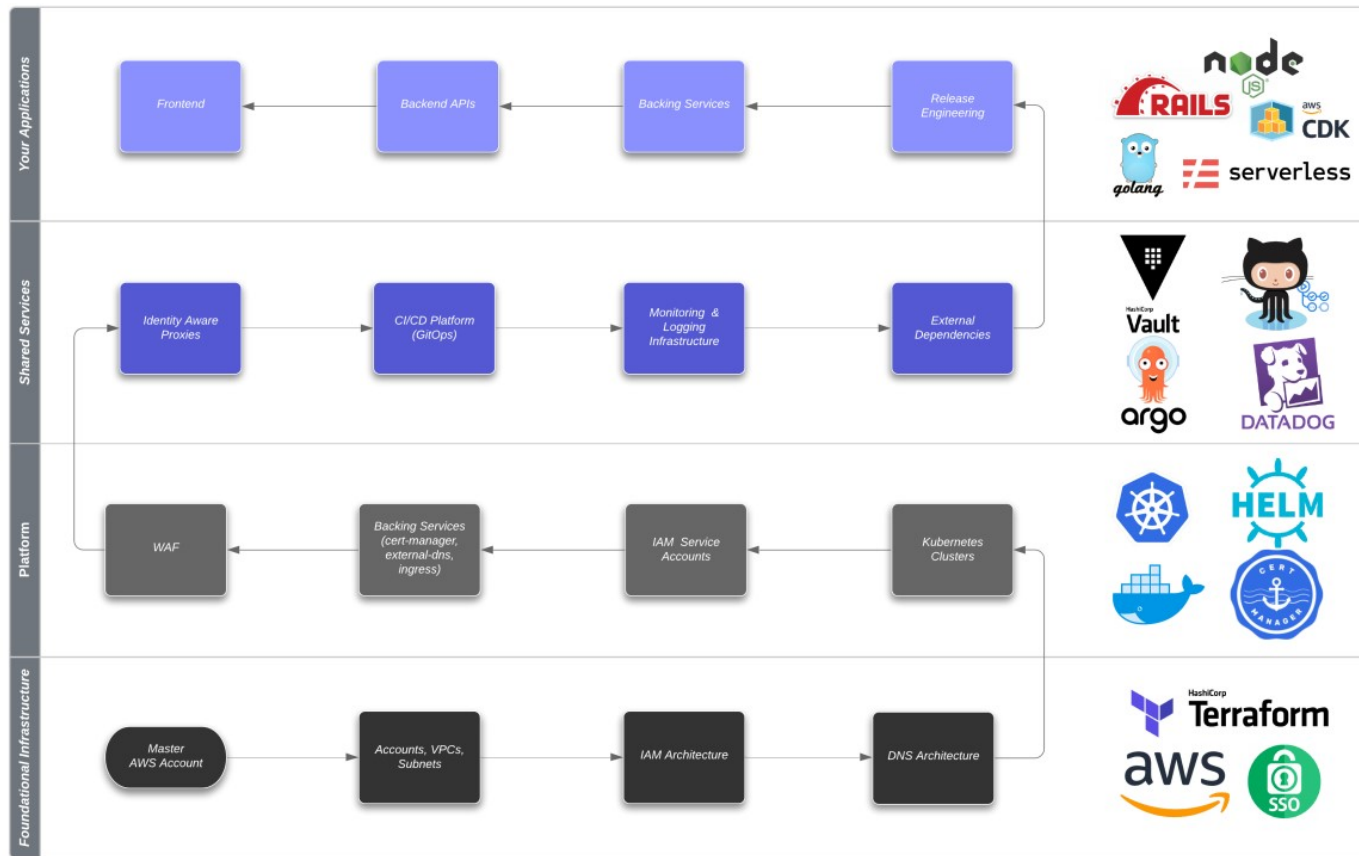 Your Applications
Frontend
Backend APIs
Backing Services
Release
Engineering
node
JS
RAILS
aws
CDK
golang
serverless
Shared Services
Identity Aware
Proxies
CI/CD Platform
(GitOps)
Monitoring &
Logging
Infrastructure
External
Dependencies
HashiCorp
Vault
argo
DATADOG
Platform
WAF
Backing Services
(cert-manager,
external-dns,
ingress)
IAM Service
Accounts
Kubernetes
Clusters
HELM
CERT
MANAGER
Foundational Infrastructure
Master
AWS Account
Accounts, VPCs,
Subnets
IAM Architecture
DNS Architecture
HashiCorp
Terraform
aws
SSO